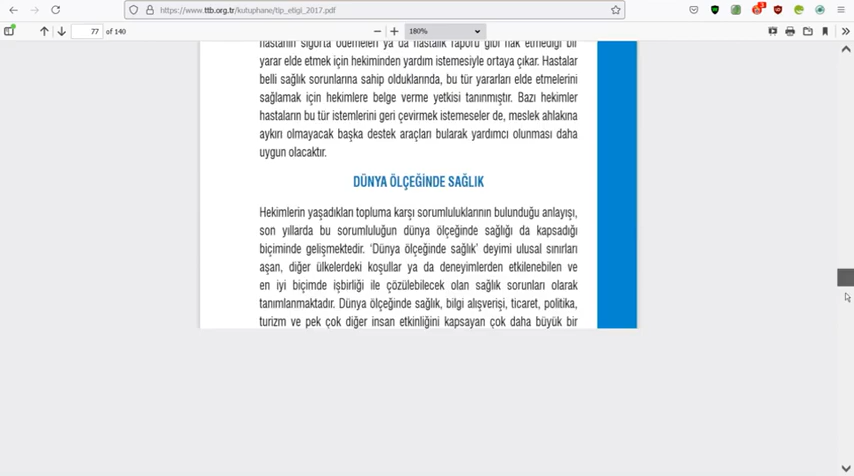 https://www.ttb.org.tr/kutuphane/tip_etigi_2017.pdf
3
77 of 140
180%
hastanın sigorta ödemeleri ya da hastalık raporu gibi hak etmediği bir
yarar elde etmek için hekiminden yardım istemesiyle ortaya çıkar. Hastalar
belli sağlık sorunlarına sahip olduklarında, bu tür yararları elde etmelerini
sağlamak için hekimlere belge verme yetkisi tanınmıştır. Bazı hekimler
hastaların bu tür istemlerini geri çevirmek istemeseler de, meslek ahlakına
aykırı olmayacak başka destek araçları bularak yardımcı olunması daha
uygun olacaktır.
DÜNYA ÖLÇEĞİNDE SAĞLIK
Hekimlerin yaşadıkları topluma karşı sorumluluklarının bulunduğu anlayışı,
son yıllarda bu sorumluluğun dünya ölçeğinde sağlığı da kapsadığı
biçiminde gelişmektedir. ‘Dünya ölçeğinde sağlık’ deyimi ulusal sınırları
aşan, diğer ülkelerdeki koşullar ya da deneyimlerden etkilenebilen ve
en iyi biçimde işbirliği ile çözülebilecek olan sağlık sorunları olarak
tanımlanmaktadır. Dünya ölçeğinde sağlık, bilgi alışverişi, ticaret, politika,
turizm ve pek çok diğer insan etkinliğini kapsayan çok daha büyük bir